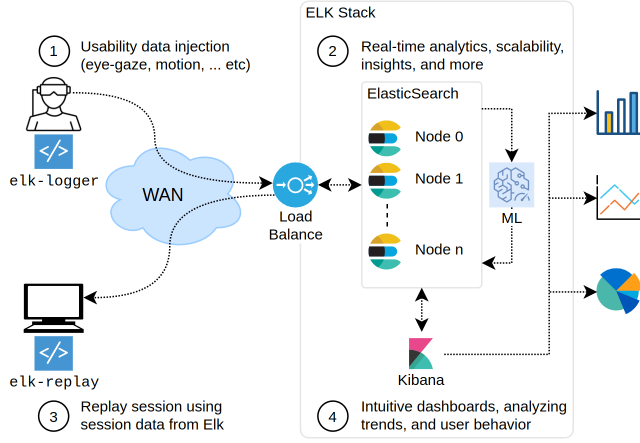 ELK Stack
1
Usability data injection
(eye-gaze, motion, ... etc)
2
Real-time analytics, scalability,
insights, and more
ElasticSearch
Node 0
</>
elk-logger
WAN
Node 1
Load
Balance
ML
Node n
</>
elk-replay
Kibana
3
Replay session using
session data from Elk
4
Intuitive dashboards, analyzing
trends, and user behavior